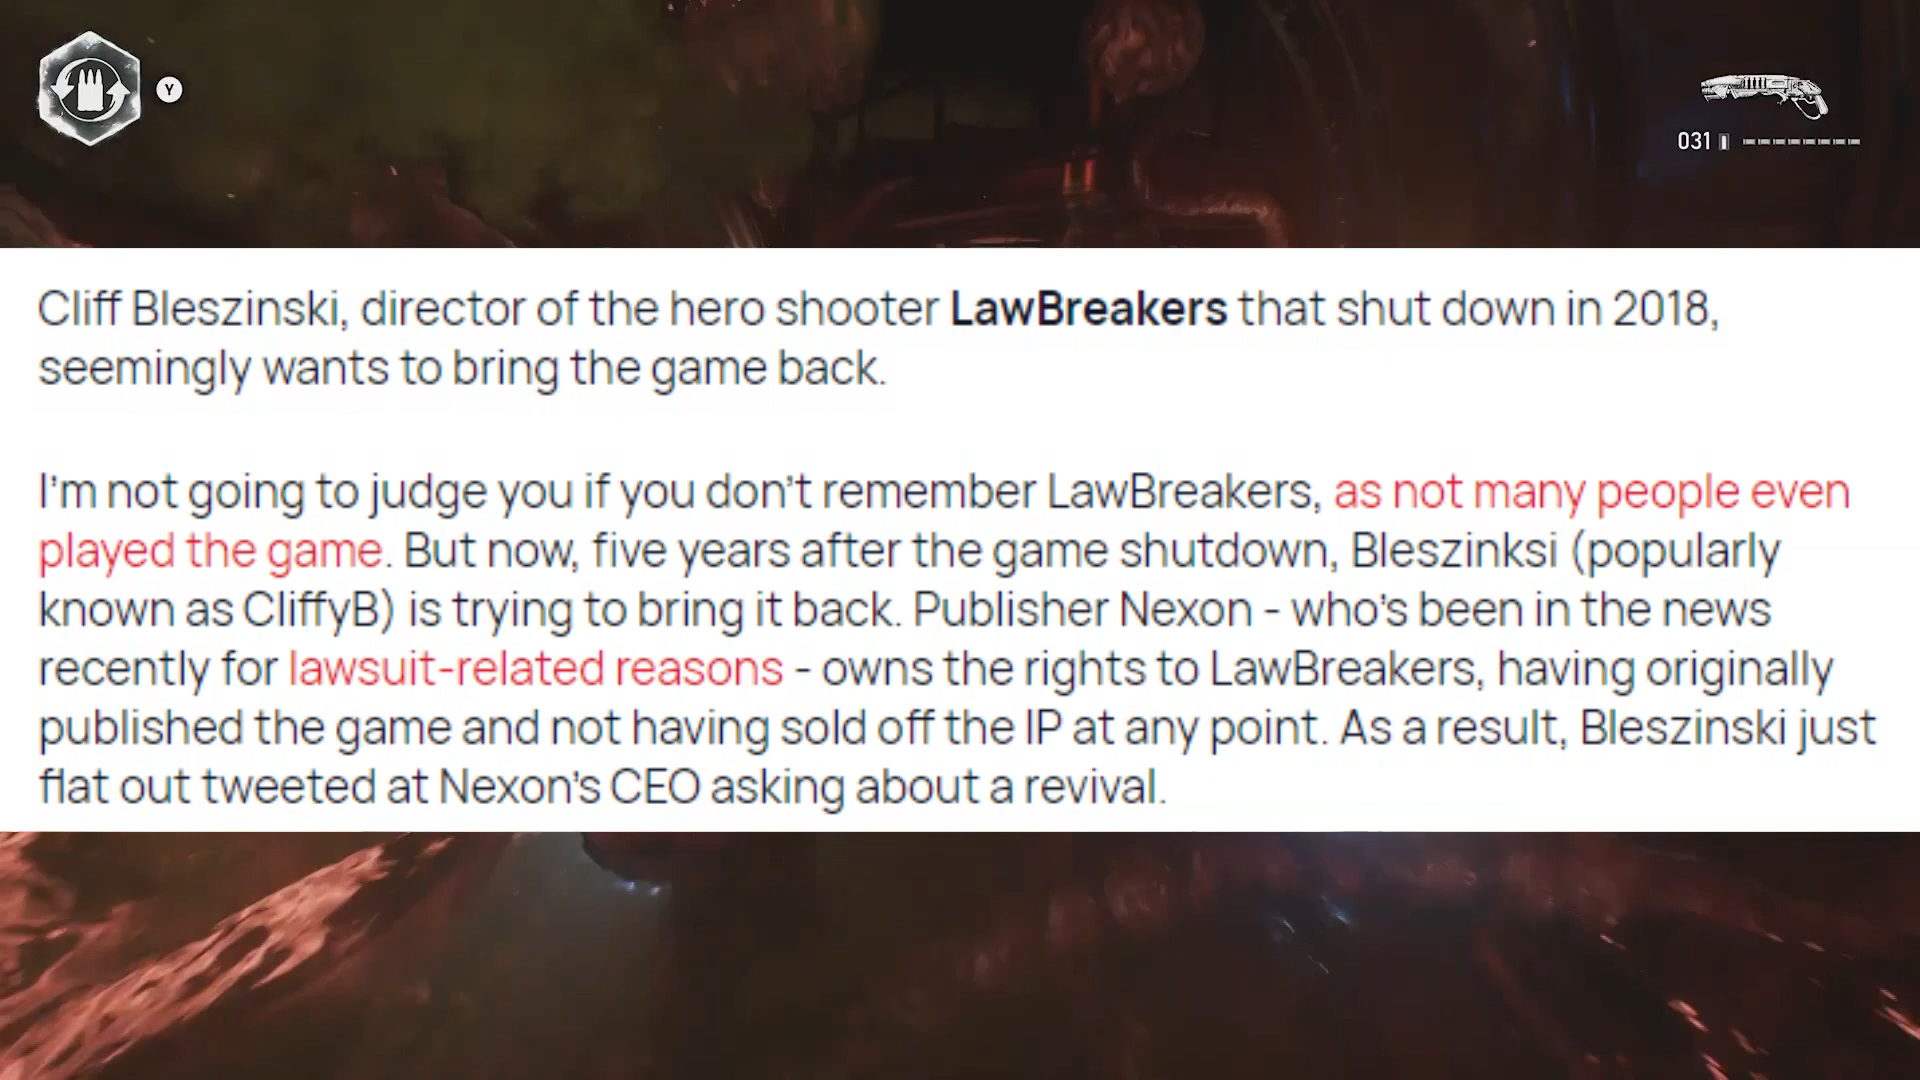 Y
031
Cliff Bleszinski, director of the hero shooter LawBreakers that shut down in 2018,
seemingly wants to bring the game back.
I'm not going to judge you if you don't remember LawBreakers, as not many people even
played the game. But now, five years after the game shutdown, Bleszinksi (popularly
known as CliffyB) is trying to bring it back. Publisher Nexon - who's been in the news
recently for lawsuit-related reasons - owns the rights to LawBreakers, having originally
published the game and not having sold off the IP at any point. As a result, Bleszinski just
flat out tweeted at Nexon's CEO asking about a revival.